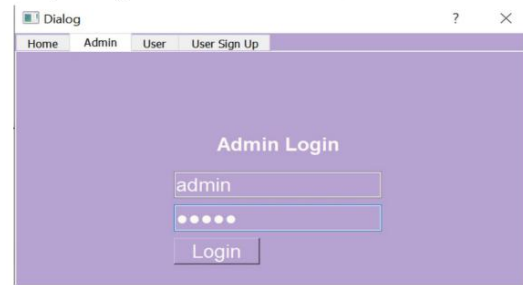 Dialog ?
Home Admin User User Sign Up
Admin Login
admin
●●●●●
Login